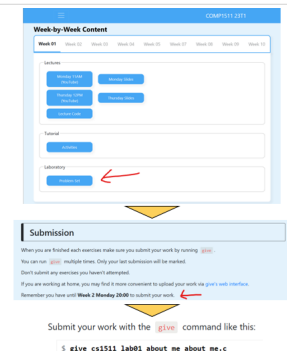 COMP1511 23T1
Week-by-Week Content
Week 01 Week 02 Week 03 Week 04 Week 05 Week 07 Week 08 Week 09 Week 10
Lectures
Monday 11AM (YouTube) Monday Slides
Thursday Slides
Lecture Code
Tutorial
Activities
Laboratory
Problem Set
Submission
When you are finished each exercises make sure you submit your work by running give .
You can run give multiple times. Only your last submission will be marked.
Don't submit any exercises you haven't attempted.
If you are working at home, you may find it more convenient to upload your work via give's web interface.
Remember you have until Week 2 Monday 20:00 to submit your work.
Submit your work with the give command like this:
$ give cs1511 lab01_about_me about_me.c